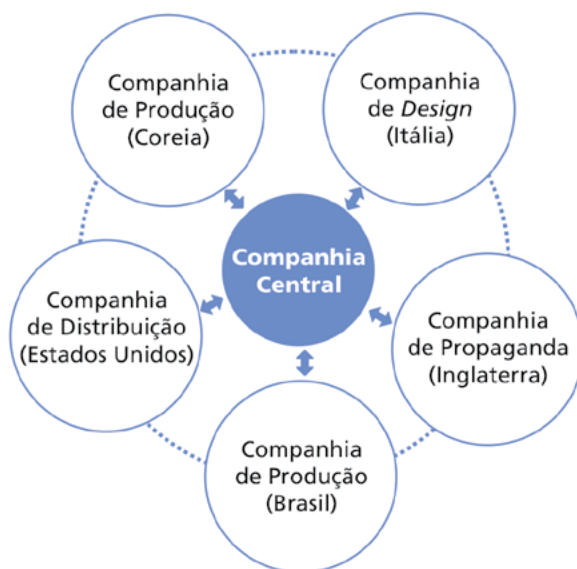 Companhia
de Produção
(Coreia)
Companhia
de Design
(Itália)
Companhia
Central
Companhia
de Distribuição
(Estados Unidos)
Companhia
de Propaganda
(Inglaterra)
Companhia
de Produção
(Brasil)